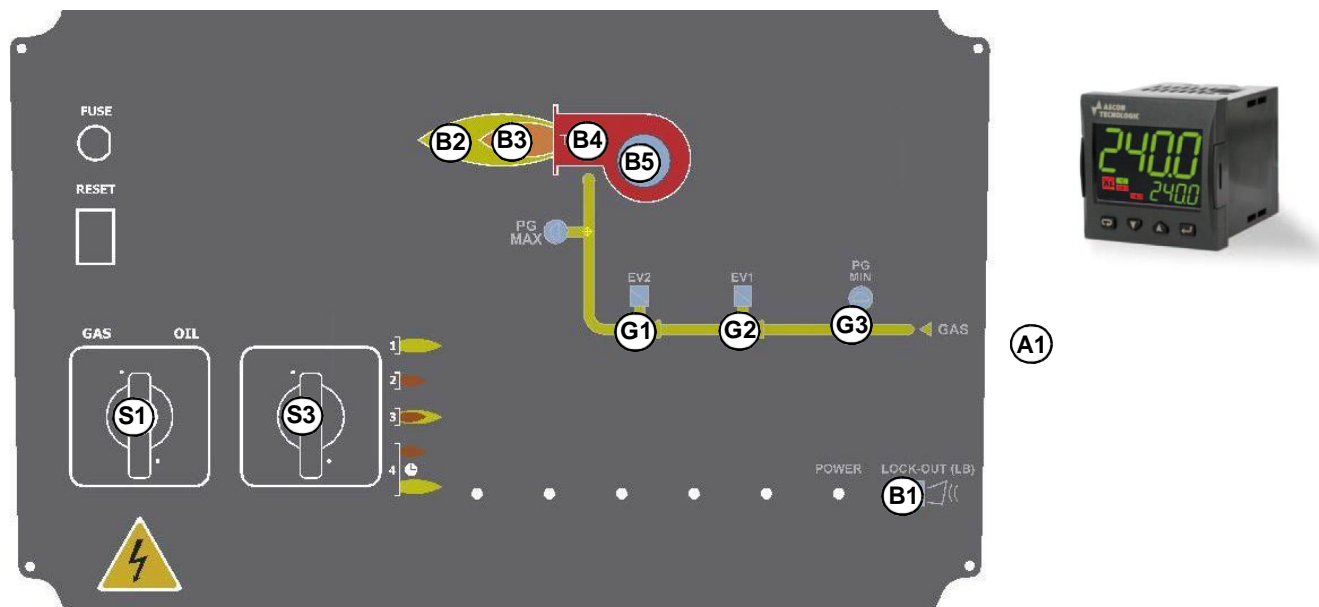 FUSE
RESET
B2
B3
B4
B5
PG
MAX
EV2
EV1
PG
MIN
G1
G2
G3
GAS
A1
ASCON
TECNOLOGIC
240.0
240.0
GAS
OIL
S1
S3
1
2
3
4
POWER
LOCK-OUT (LB)
B1